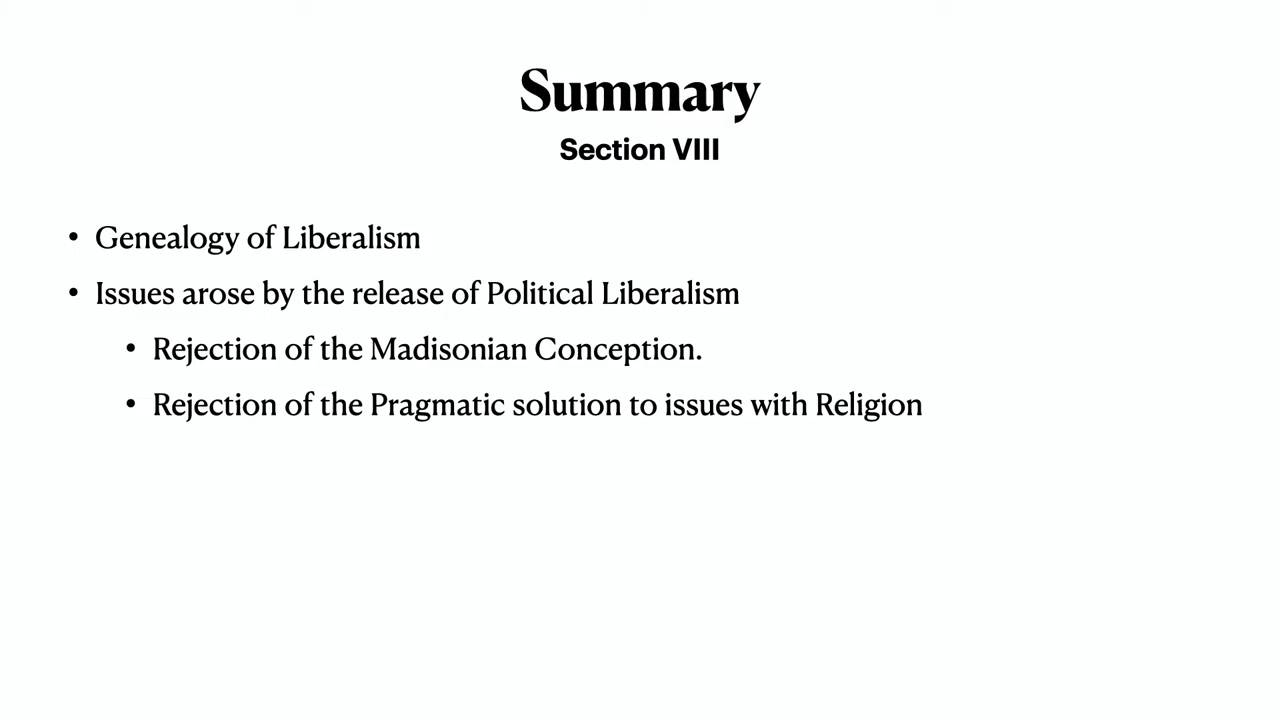 Summary
Section VIII
• Genealogy of Liberalism
• Issues arose by the release of Political Liberalism
• Rejection of the Madisonian Conception.
• Rejection of the Pragmatic solution to issues with Religion